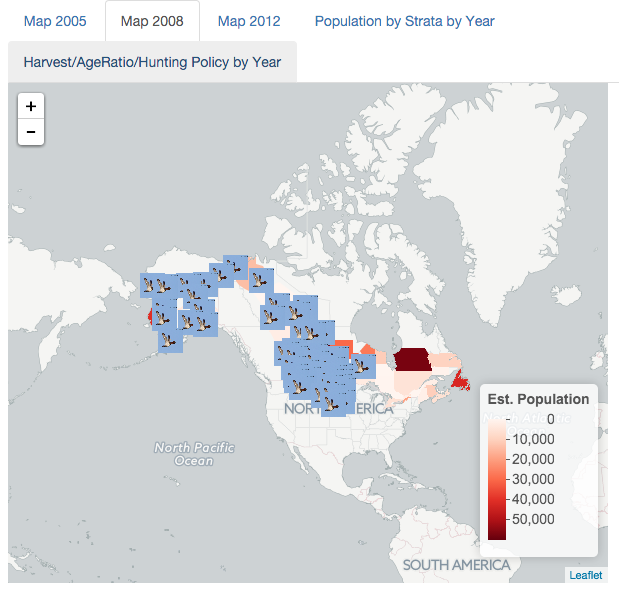 Map 2005 Map 2008 Map 2012 Population by Strata by Year
Harvest/AgeRatio/Hunting Policy by Year
+
−
NORTH AMERICA
North Pacific
Ocean
Est. Population
0
10,000
20,000
30,000
40,000
50,000
North Atlantic
SOUTH AMERICA
Leaflet